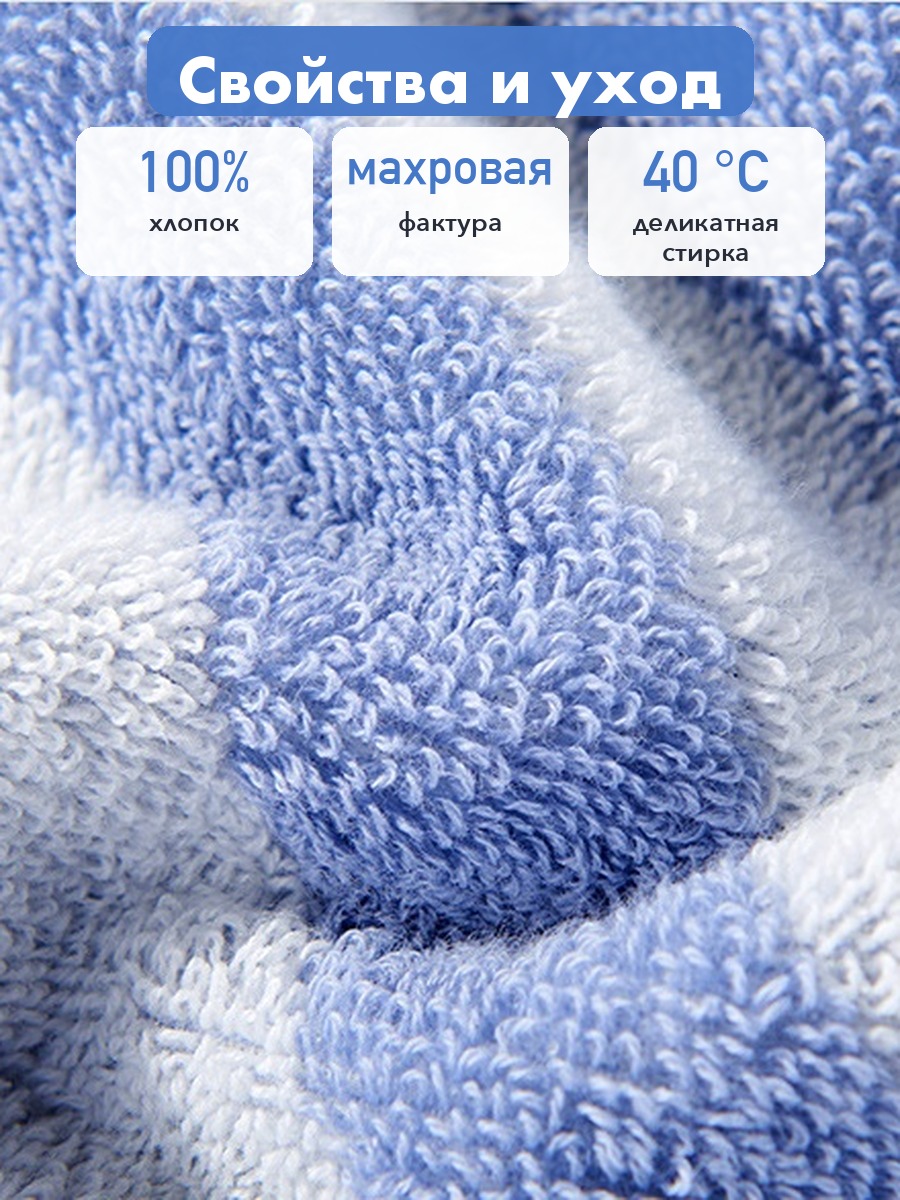 Свойства и уход
100%
хлопок
махровая
фактура
40 °C
деликатная
стирка